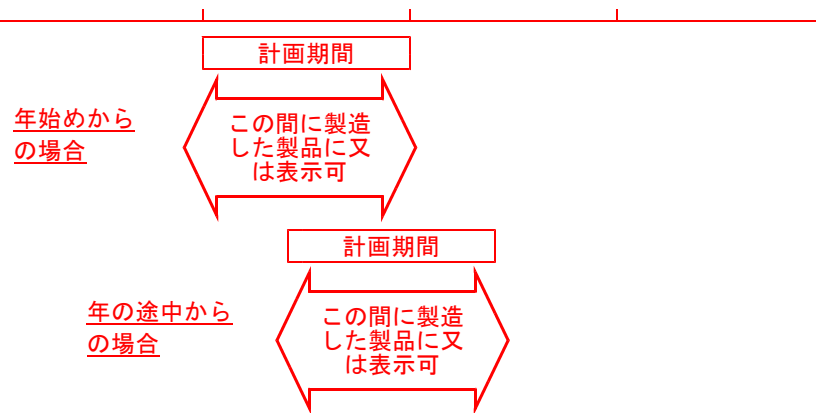 計画期間
年始めから
の場合
この間に製造
した製品に又
は表示可
計画期間
年の途中から
の場合
この間に製造
した製品に又
は表示可